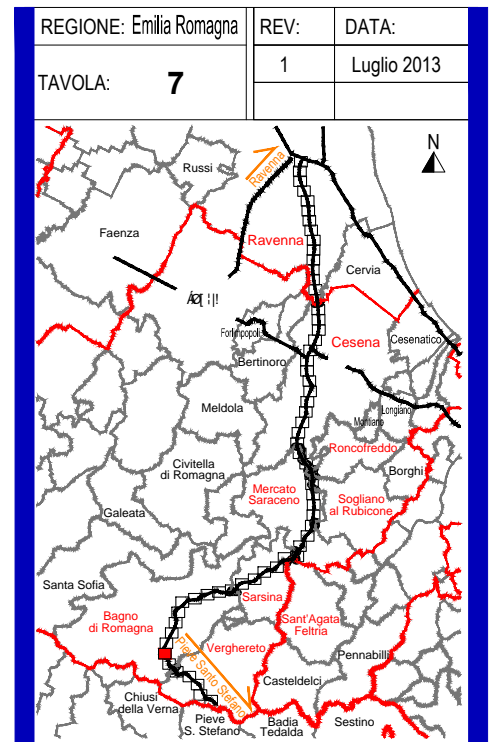 REGIONE: Emilia Romagna
REV:
DATA:
TAVOLA: 7
1
Luglio 2013
N
Russi
Ravenna
Faenza
Ravenna
Cervia
Forlimpopoli
Cesena
Cesenatico
Bertinoro
Meldola
Longiano
Montiano
Roncofreddo
Civitella
di Romagna
Borghi
Mercato
Saraceno
Sogliano
al Rubicone
Galeata
Santa Sofia
Sarsina
Bagno
di Romagna
Sant'Agata
Feltria
Verghereto
Pieve Santo Stefano
Pennabilli
Casteldelci
Chiusi
della Verna
Pieve
S. Stefano
Badia
Tedalda
Sestino